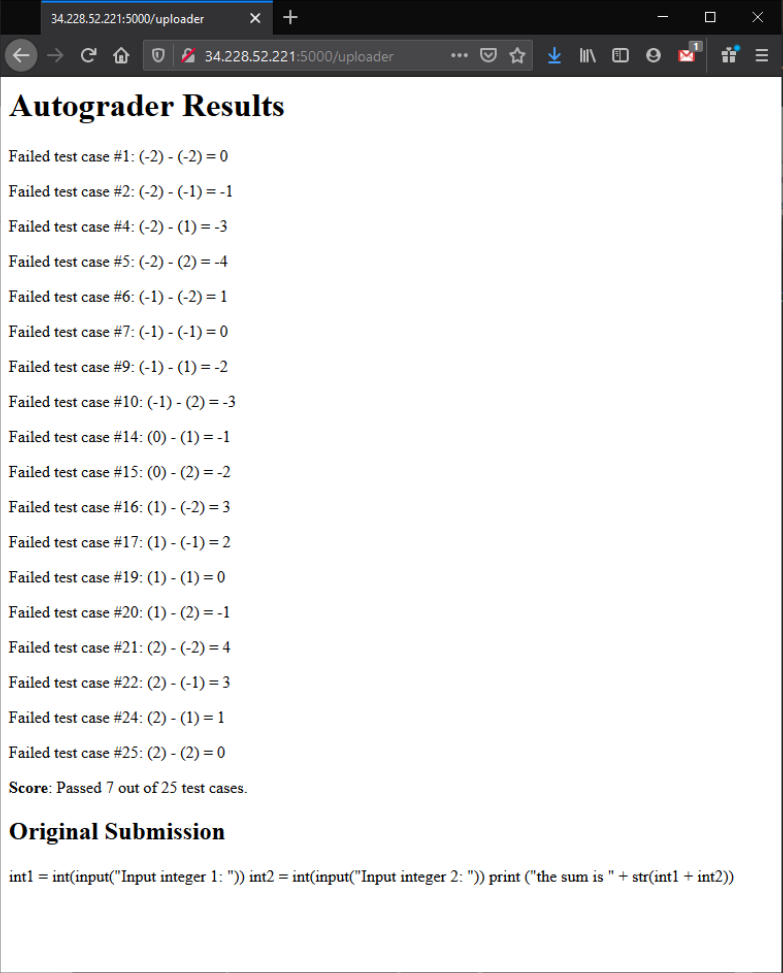 34.228.52.221:5000/uploader
34.228.52.221:5000/uploader
1
Autograder Results
Failed test case #1: (-2) - (-2) = 0
Failed test case #2: (-2) - (-1) = -1
Failed test case #4: (-2) - (1) = -3
Failed test case #5: (-2) - (2) = -4
Failed test case #6: (-1) - (-2) = 1
Failed test case #7: (-1) - (-1) = 0
Failed test case #9: (-1) - (1) = -2
Failed test case #10: (-1) - (2) = -3
Failed test case #14: (0) - (1) = -1
Failed test case #15: (0) - (2) = -2
Failed test case #16: (1) - (-2) = 3
Failed test case #17: (1) - (-1) = 2
Failed test case #19: (1) - (1) = 0
Failed test case #20: (1) - (2) = -1
Failed test case #21: (2) - (-2) = 4
Failed test case #22: (2) - (-1) = 3
Failed test case #24: (2) - (1) = 1
Failed test case #25: (2) - (2) = 0
Score: Passed 7 out of 25 test cases.
Original Submission
int1 = int(input("Input integer 1: ")) int2 = int(input("Input integer 2: ")) print ("the sum is " + str(int1 + int2))